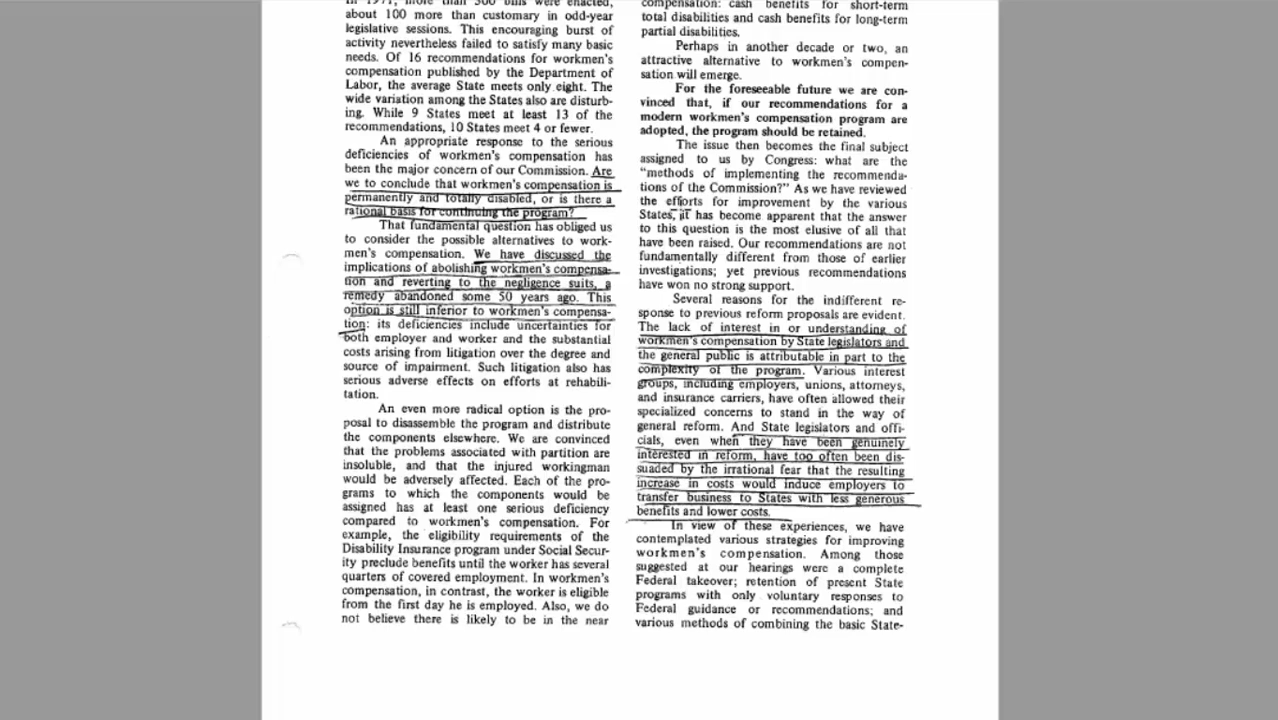 In 1971, more than 300 bills were enacted,
about 100 more than customary in odd-year
legislative sessions. This encouraging burst of
activity nevertheless failed to satisfy many basic
needs. Of 16 recommendations for workmen's
compensation published by the Department of
Labor, the average State meets only eight. The
wide variation among the States also are disturb-
ing. While 9 States meet at least 13 of the
recommendations, 10 States meet 4 or fewer.
An appropriate response to the serious
deficiencies of workmen's compensation has
been the major concern of our Commission. Are
we to conclude that workmen's compensation is
permanently and totally disabled, or is there a
rational basis for continuing the program?
That fundamental question has obliged us
to consider the possible alternatives to work-
men's compensation. We have discussed the
implications of abolishing workmen's compensa-
tion and reverting to the negligence suits, a
remedy abandoned some 50 years ago. This
option is still inferior to workmen's compensa-
tion: its deficiencies include uncertainties for
both employer and worker and the substantial
costs arising from litigation over the degree and
source of impairment. Such litigation also has
serious adverse effects on efforts at rehabili-
tation.
An even more radical option is the pro-
posal to disassemble the program and distribute
the components elsewhere. We are convinced
that the problems associated with partition are
insoluble, and that the injured workingman
would be adversely affected. Each of the pro-
grams to which the components would be
assigned has at least one serious deficiency
compared to workmen's compensation. For
example, the eligibility requirements of the
Disability Insurance program under Social Secur-
ity preclude benefits until the worker has several
quarters of covered employment. In workmen's
compensation, in contrast, the worker is eligible
from the first day he is employed. Also, we do
not believe there is likely to be in the near
compensation: cash benefits for short-term
total disabilities and cash benefits for long-term
partial disabilities.
Perhaps in another decade or two, an
attractive alternative to workmen's compen-
sation will emerge.
For the foreseeable future we are con-
vinced that, if our recommendations for a
modern workmen's compensation program are
adopted, the program should be retained.
The issue then becomes the final subject
assigned to us by Congress: what are the
"methods of implementing the recommenda-
tions of the Commission?" As we have reviewed
the efforts for improvement by the various
States, it has become apparent that the answer
to this question is the most elusive of all that
have been raised. Our recommendations are not
fundamentally different from those of earlier
investigations; yet previous recommendations
have won no strong support.
Several reasons for the indifferent re-
sponse to previous reform proposals are evident.
The lack of interest in or understanding of
workmen's compensation by State legislators and
the general public is attributable in part to the
complexity of the program. Various interest
groups, including employers, unions, attorneys,
and insurance carriers, have often allowed their
specialized concerns to stand in the way of
general reform. And State legislators and offi-
cials, even when they have been genuinely
interested in reform, have too often been dis-
suaded by the irrational fear that the resulting
increase in costs would induce employers to
transfer business to States with less generous
benefits and lower costs.
In view of these experiences, we have
contemplated various strategies for improving
workmen's compensation. Among those
suggested at our hearings were a complete
Federal takeover; retention of present State
programs with only voluntary responses to
Federal guidance or recommendations; and
various methods of combining the basic State-